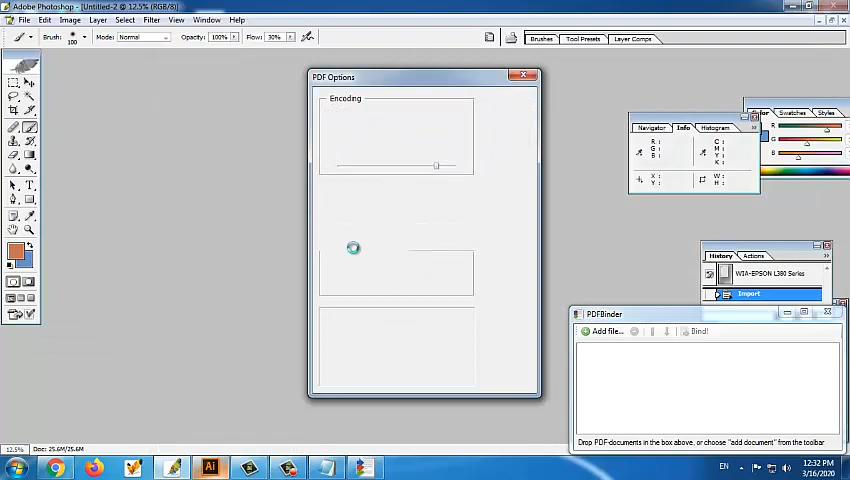 Adobe Photoshop - [Untitled-2 @ 12.5% (RGB/8)]
File Edit Image Layer Select Filter View Window Help
Brush: 100 Mode: Normal Opacity: 100% Flow: 30% Brushes Tool Presets Layer Comps
PDF Options
Encoding
Color Swatches Styles
R
G
B
Navigator Info Histogram
R : C :
G : M :
B : Y :
K :
X : W :
Y : H :
History Actions
WIA-EPSON L380 Series
Import
PDFBinder
Add file... Bind!
Drop PDF-documents in the box above, or choose "add document" from the toolbar
12.5% Doc: 25.6M/25.6M
Ai
EN
12:32 PM
3/16/2020